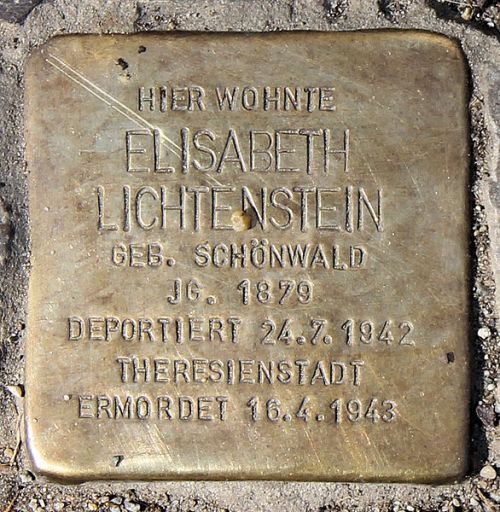 HIER WOHNTE
ELISABETH
LICHTENSTEIN
GEB. SCHÖNWALD
JG. 1879
DEPORTIERT 24.7.1942
THERESIENSTADT
ERMORDET 16.4.1943